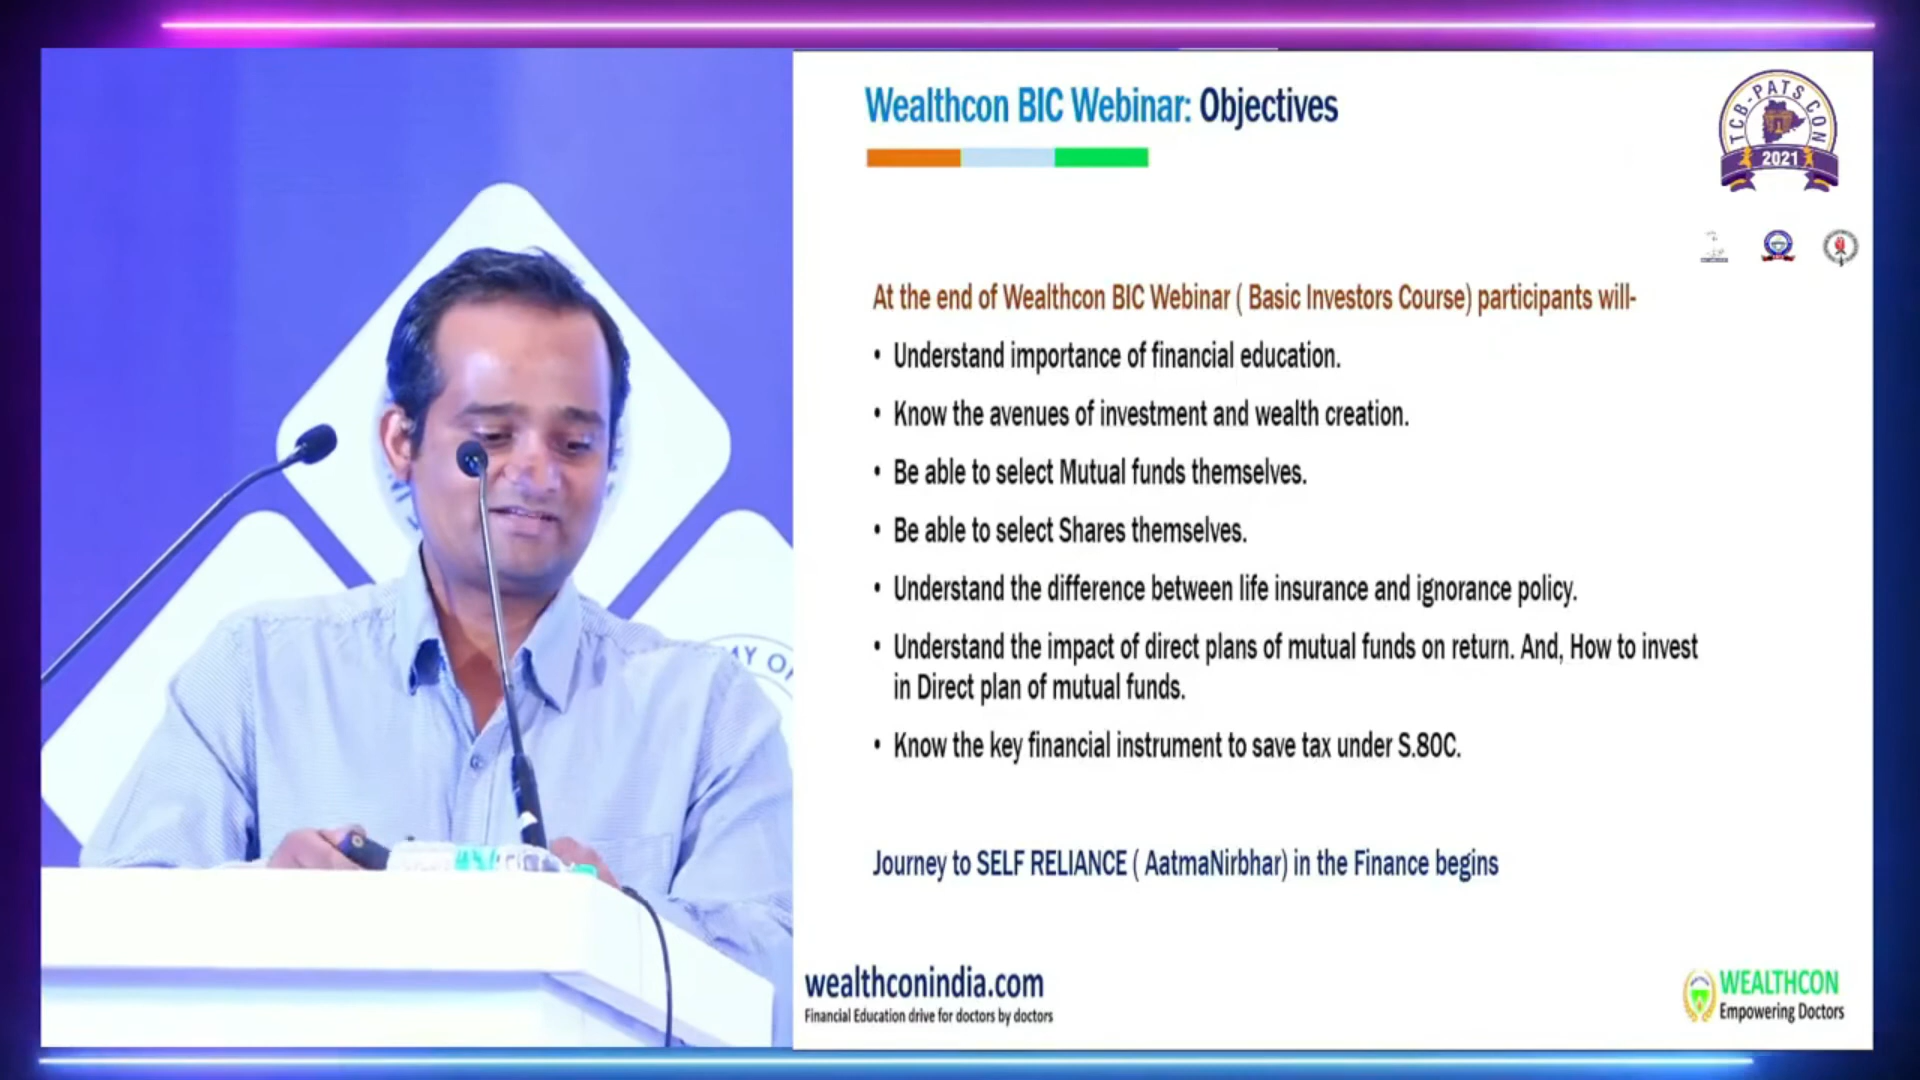 Wealthcon BIC Webinar: Objectives
TCB-PATS CON
2021
At the end of Wealthcon BIC Webinar ( Basic Investors Course) participants will-
• Understand importance of financial education.
• Know the avenues of investment and wealth creation.
• Be able to select Mutual funds themselves.
• Be able to select Shares themselves.
• Understand the difference between life insurance and ignorance policy.
• Understand the impact of direct plans of mutual funds on return. And, How to invest
in Direct plan of mutual funds.
• Know the key financial instrument to save tax under S.80C.
Journey to SELF RELIANCE ( AatmaNirbhar) in the Finance begins
wealthconindia.com
Financial Education drive for doctors by doctors
WEALTHCON
Empowering Doctors